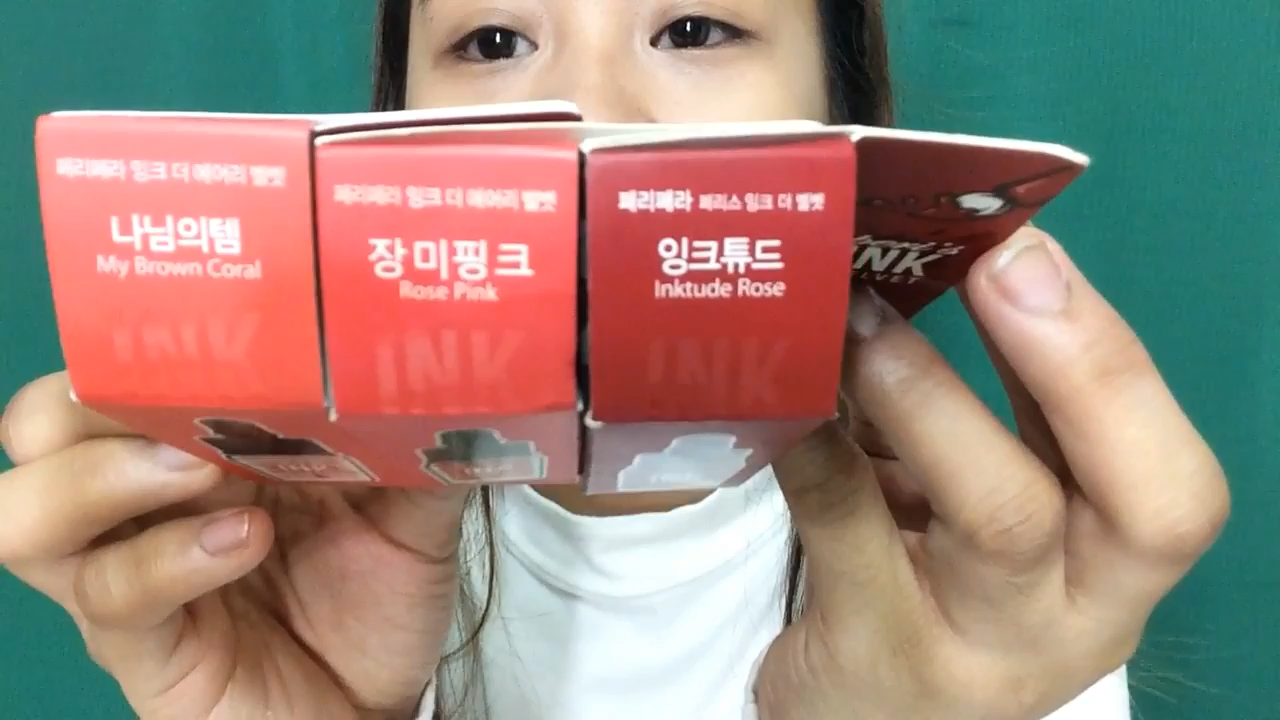 페리페라 잉크 더 에어리 벨벳
나님의템
My Brown Coral
INK
페리페라 잉크 더 에어리 벨벳
장미핑크
Rose Pink
INK
페리페라 페리스 잉크 더 벨벳
잉크튜드
Inktude Rose
INK
INK
INK
INK